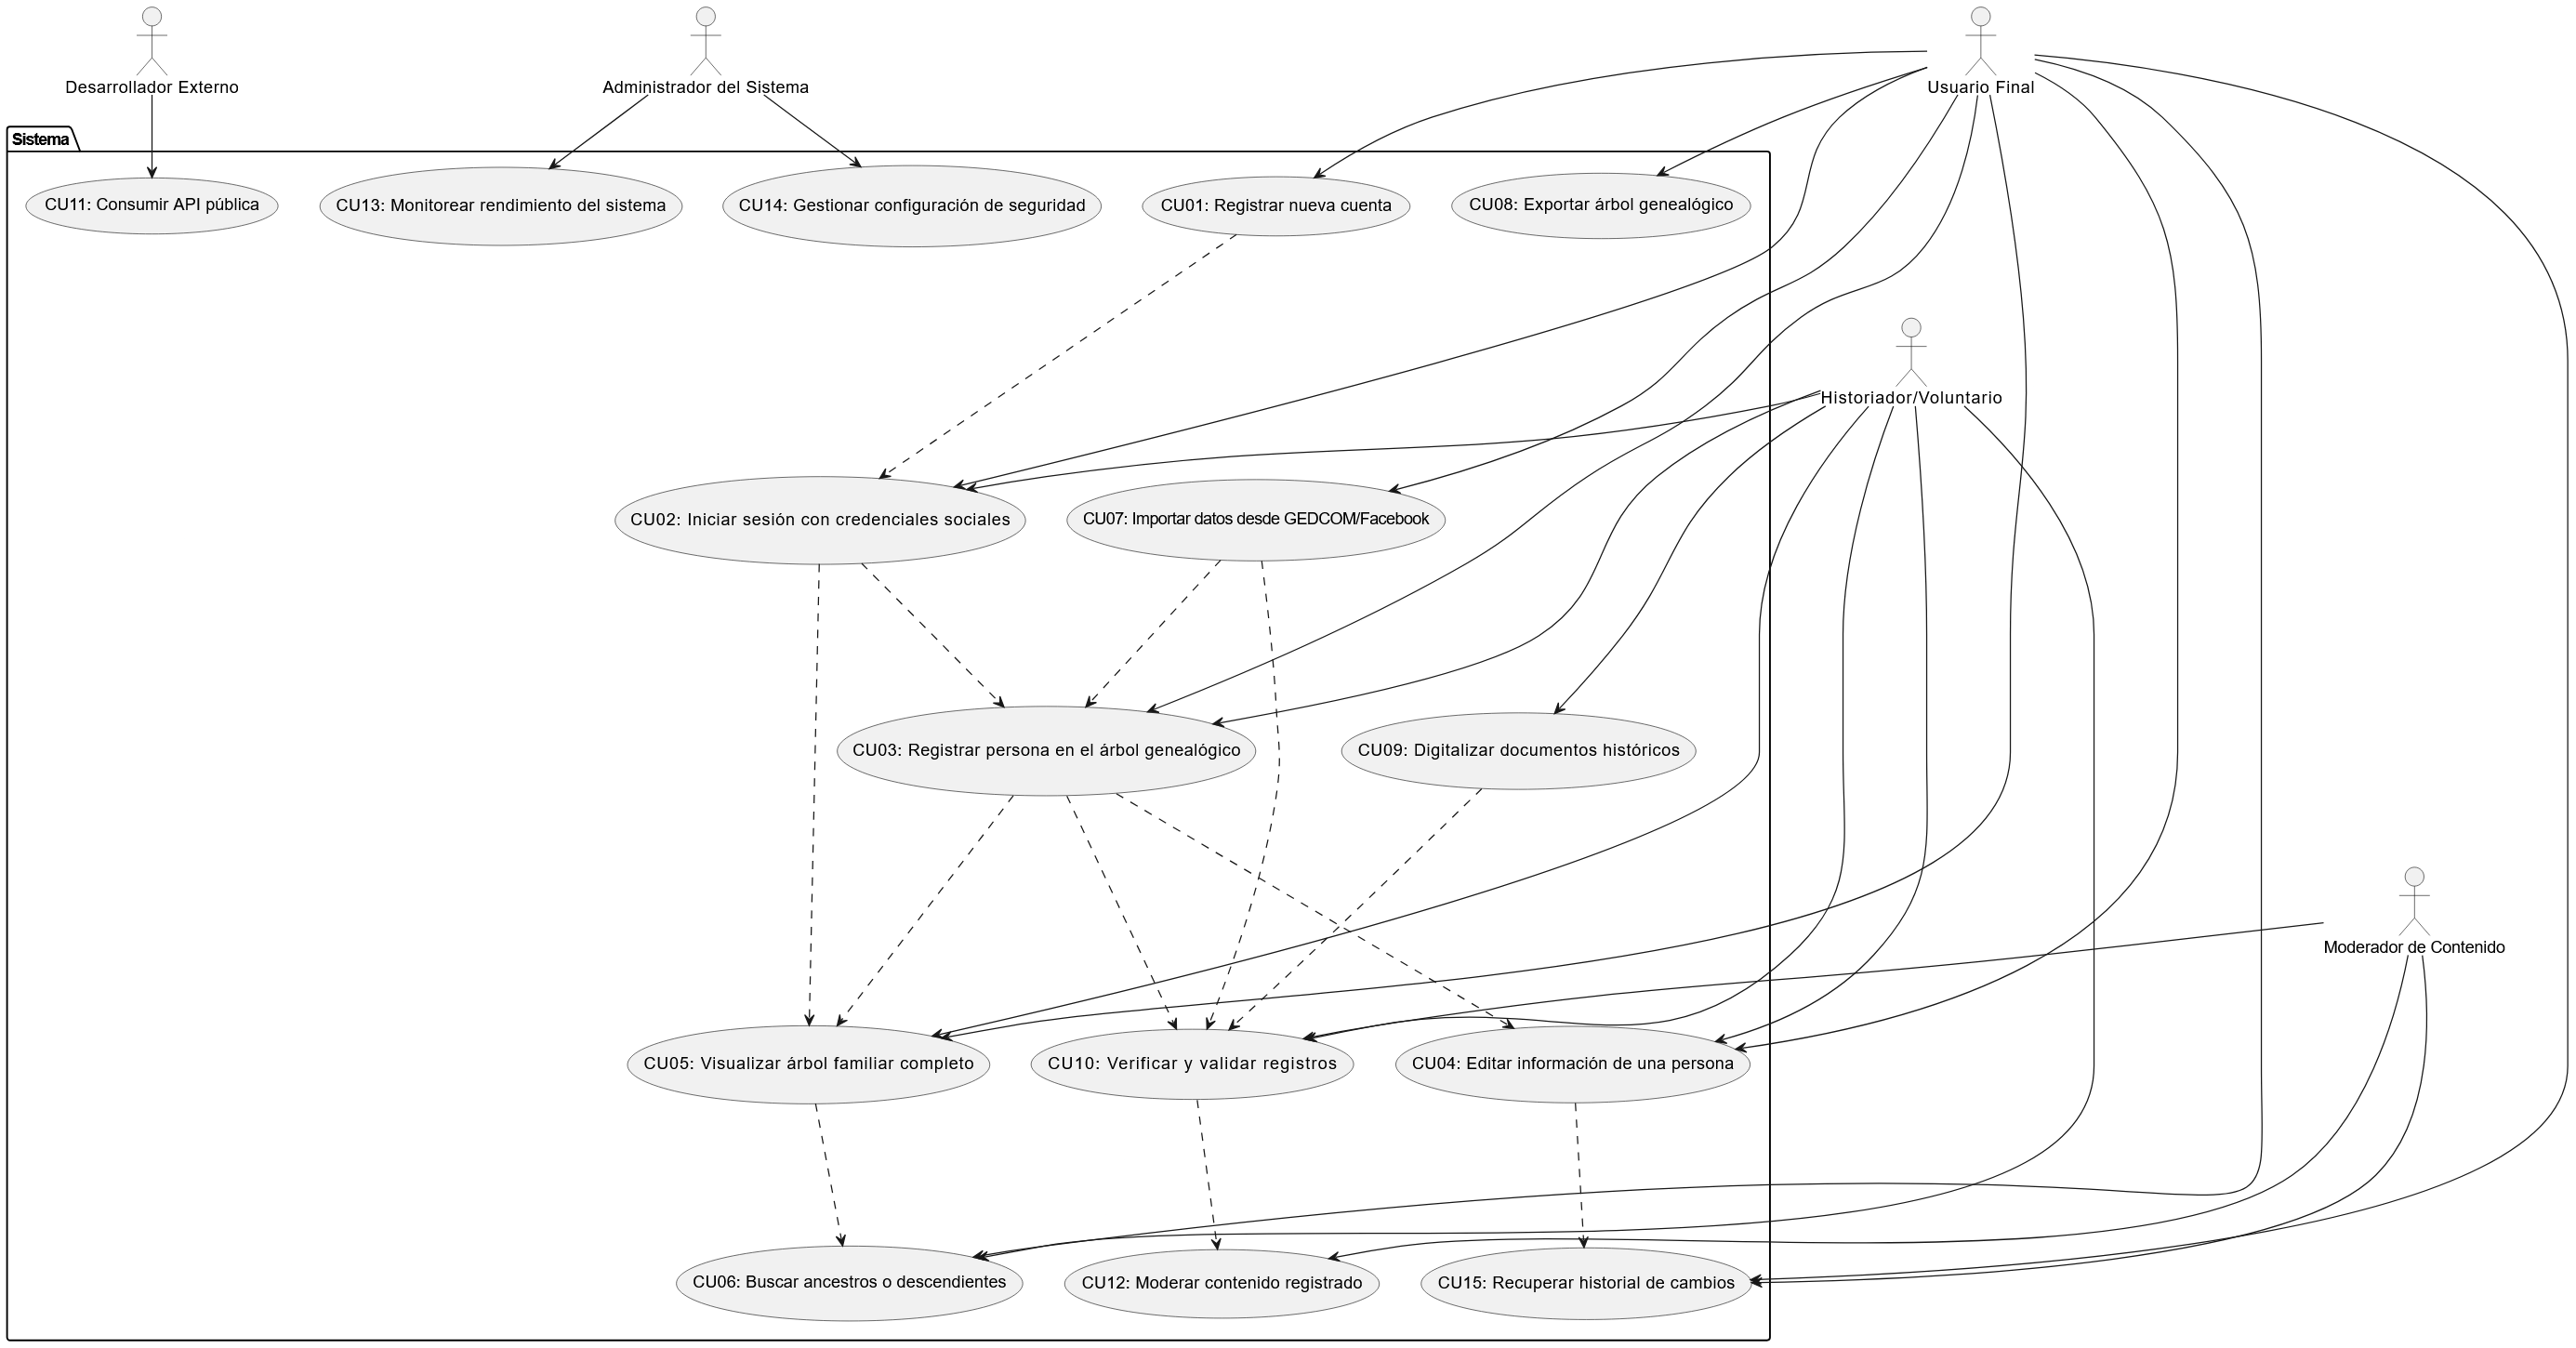 Desarrollador Externo
Administrador del Sistema
Usuario Final
Sistema
CU11: Consumir API pública
CU13: Monitorear rendimiento del sistema
CU14: Gestionar configuración de seguridad
CU01: Registrar nueva cuenta
CU08: Exportar árbol genealógico
Historiador/Voluntario
CU02: Iniciar sesión con credenciales sociales
CU07: Importar datos desde GEDCOM/Facebook
CU03: Registrar persona en el árbol genealógico
CU09: Digitalizar documentos históricos
Moderador de Contenido
CU05: Visualizar árbol familiar completo
CU10: Verificar y validar registros
CU04: Editar información de una persona
CU06: Buscar ancestros o descendientes
CU12: Moderar contenido registrado
CU15: Recuperar historial de cambios